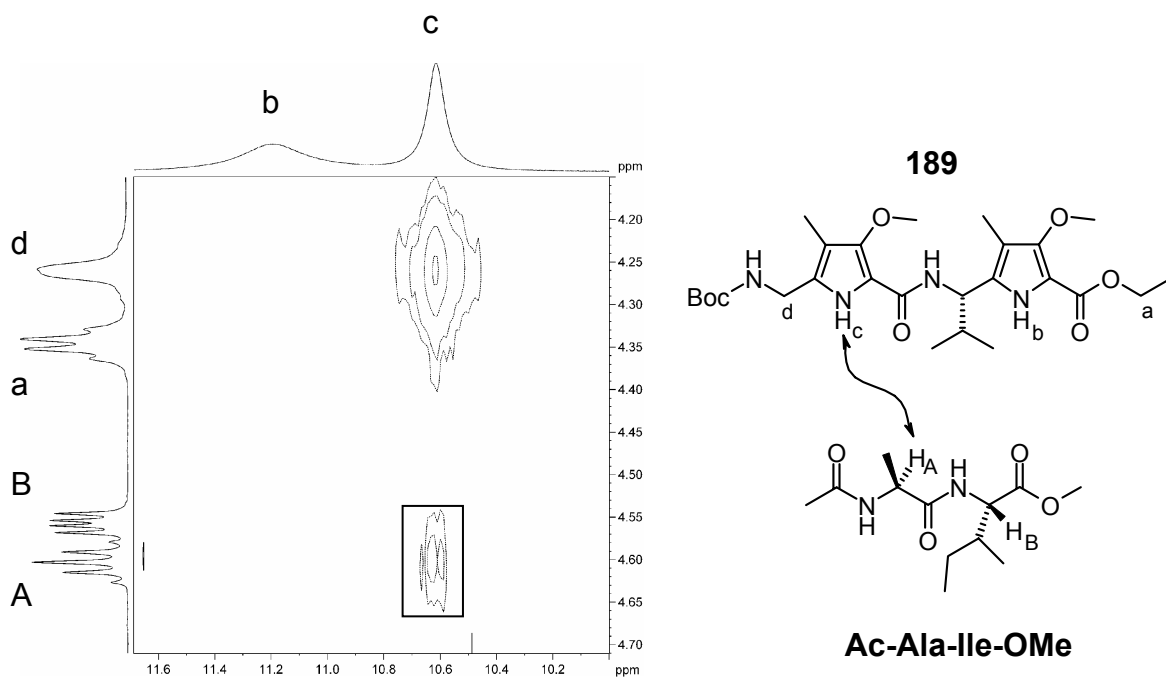 c
b
ppm
d
a
B
A
4.20
4.25
4.30
4.35
4.40
4.45
4.50
4.55
4.60
4.65
4.70
11.6
11.4
11.2
11.0
10.8
10.6
10.4
10.2
ppm
189
O
O
H
N
H
N
Boc
d
N
H
c
O
N
H
b
O
O
a
O
H
A
H
N
O
N
H
O
O
H
B
Ac-Ala-Ile-OMe